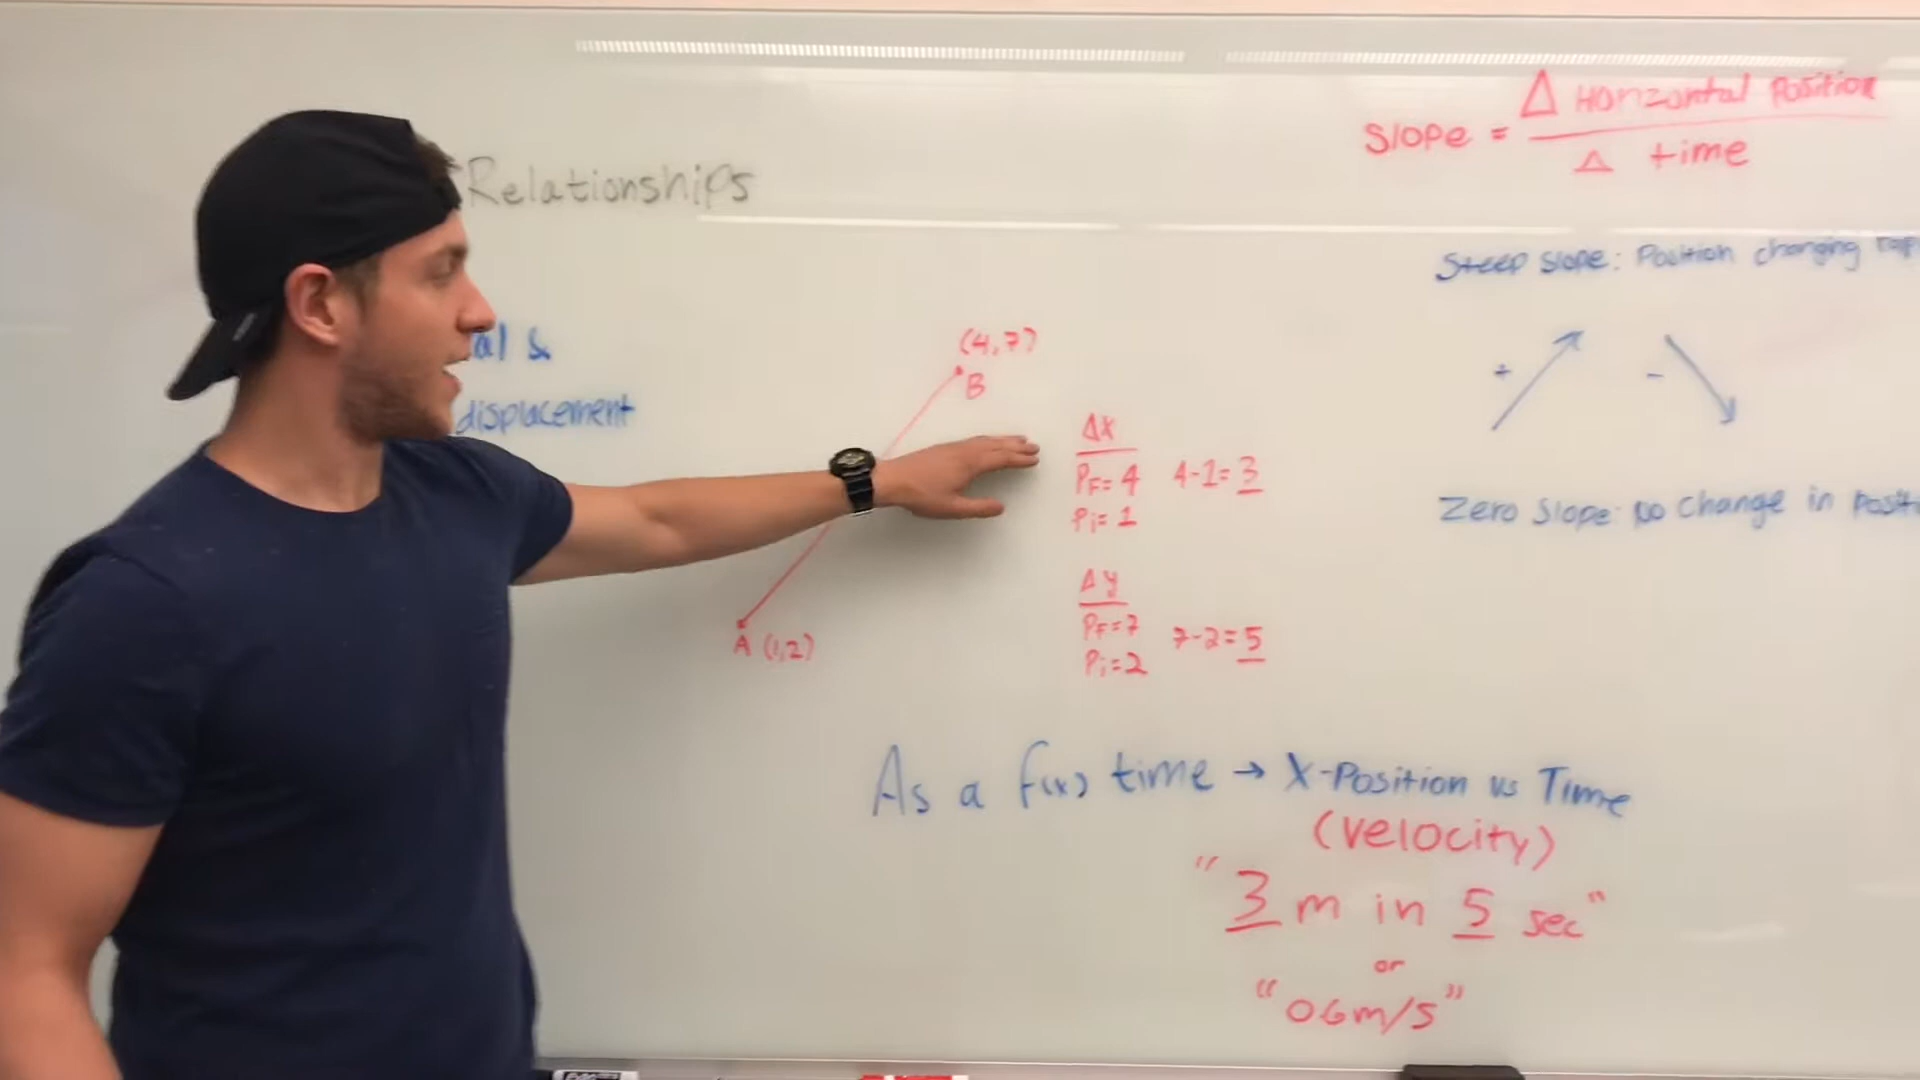 Relationships
Slope = Δ Horizontal Position
Δ time
Steep Slope: Position changing rap
+
-
Zero Slope: No change in Positi
al &
displacement
(4,7)
B
A (1,2)
Δx
PF= 4 4-1= 3
Pi= 1
Δy
PF=7 7-2=5
Pi=2
As a f(x) time → X-Position vs Time
(velocity)
"3 m in 5 sec"
or
"0.6m/s"